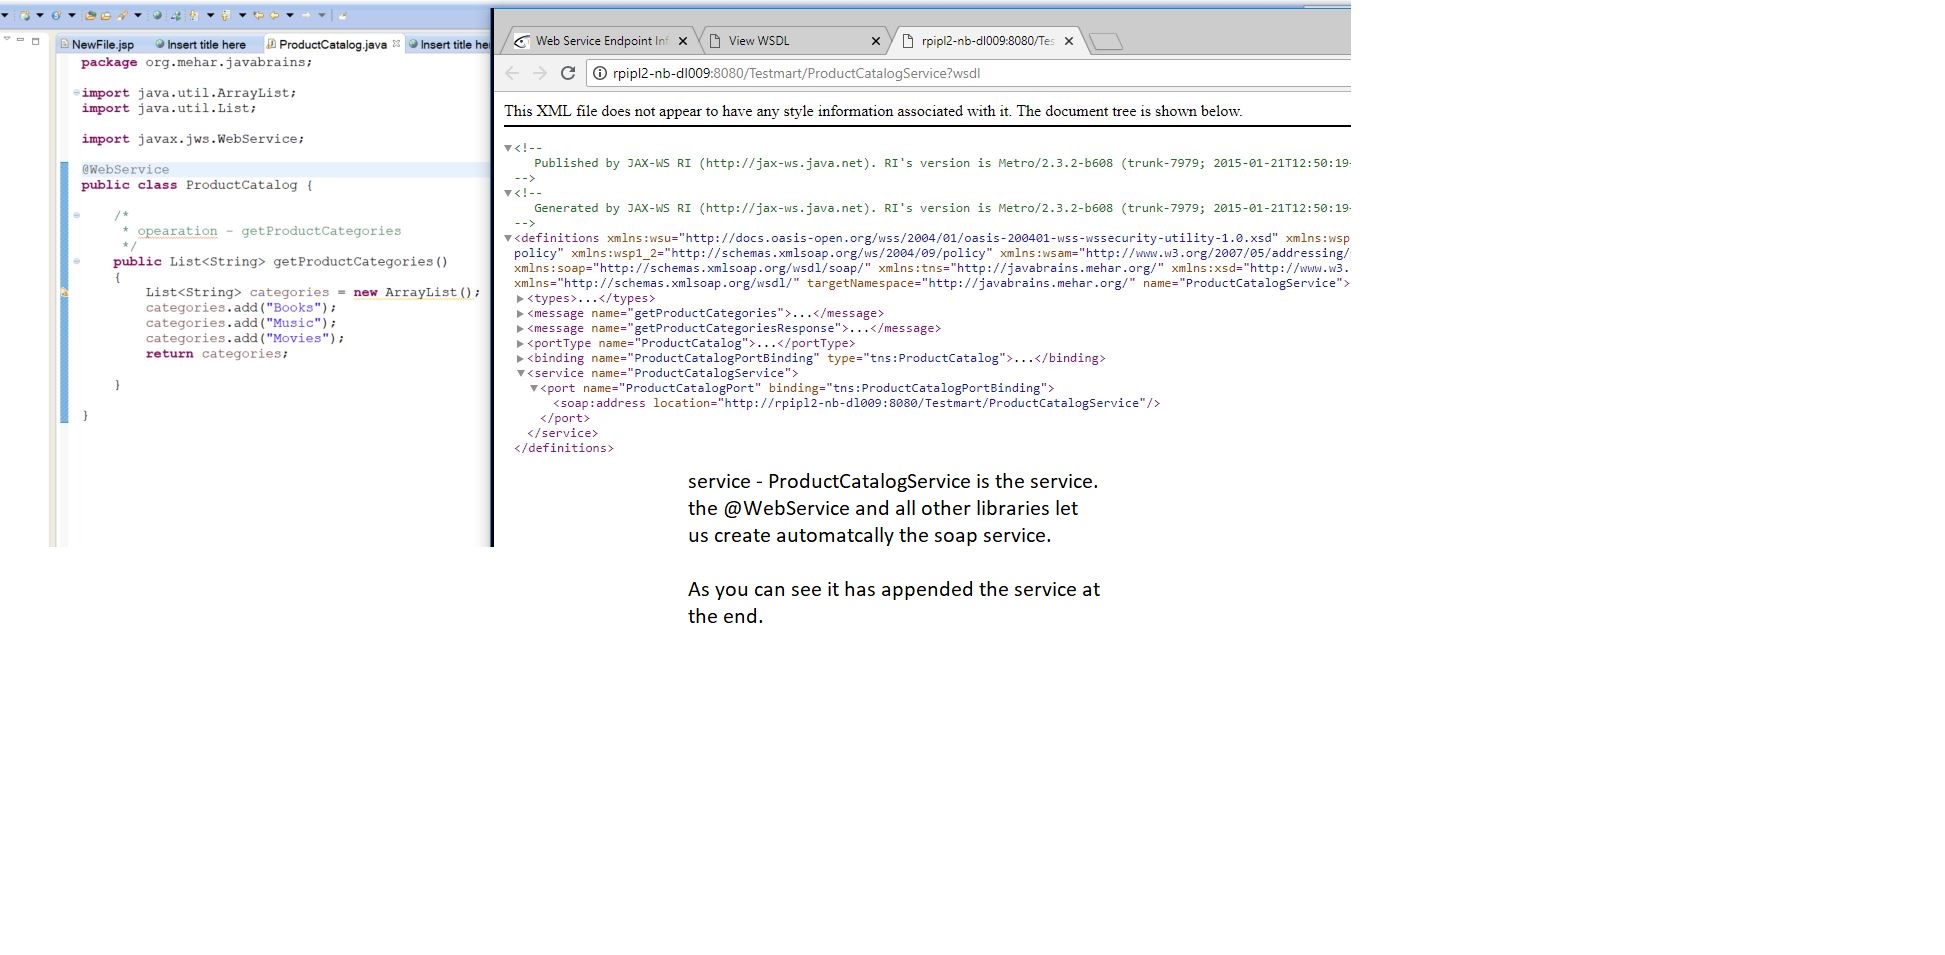 NewFile.jsp
Insert title here
ProductCatalog.java
Insert title he
package org.mehar.javabrains;
import java.util.ArrayList;
import java.util.List;
import javax.jws.WebService;
@WebService
public class ProductCatalog {
/*
* opearation - getProductCategories
*/
public List<String> getProductCategories()
{
List<String> categories = new ArrayList();
categories.add("Books");
categories.add("Music");
categories.add("Movies");
return categories;
}
}
Web Service Endpoint Inf
View WSDL
rpipl2-nb-dl009:8080/Tes
rpipl2-nb-dl009:8080/Testmart/ProductCatalogService?wsdl
This XML file does not appear to have any style information associated with it. The document tree is shown below.
<!--
Published by JAX-WS RI (http://jax-ws.java.net). RI's version is Metro/2.3.2-b608 (trunk-7979; 2015-01-21T12:50:19-
-->
<!--
Generated by JAX-WS RI (http://jax-ws.java.net). RI's version is Metro/2.3.2-b608 (trunk-7979; 2015-01-21T12:50:19-
-->
<definitions xmlns:wsu="http://docs.oasis-open.org/wss/2004/01/oasis-200401-wss-wssecurity-utility-1.0.xsd" xmlns:wsp
policy" xmlns:wsp1_2="http://schemas.xmlsoap.org/ws/2004/09/policy" xmlns:wsam="http://www.w3.org/2007/05/addressing/
xmlns:soap="http://schemas.xmlsoap.org/wsdl/soap/" xmlns:tns="http://javabrains.mehar.org/" xmlns:xsd="http://www.w3.
xmlns="http://schemas.xmlsoap.org/wsdl/" targetNamespace="http://javabrains.mehar.org/" name="ProductCatalogService">
<types>...</types>
<message name="getProductCategories">...</message>
<message name="getProductCategoriesResponse">...</message>
<portType name="ProductCatalog">...</portType>
<binding name="ProductCatalogPortBinding" type="tns:ProductCatalog">...</binding>
<service name="ProductCatalogService">
<port name="ProductCatalogPort" binding="tns:ProductCatalogPortBinding">
<soap:address location="http://rpipl2-nb-dl009:8080/Testmart/ProductCatalogService"/>
</port>
</service>
</definitions>
service - ProductCatalogService is the service.
the @WebService and all other libraries let
us create automatcally the soap service.
As you can see it has appended the service at
the end.